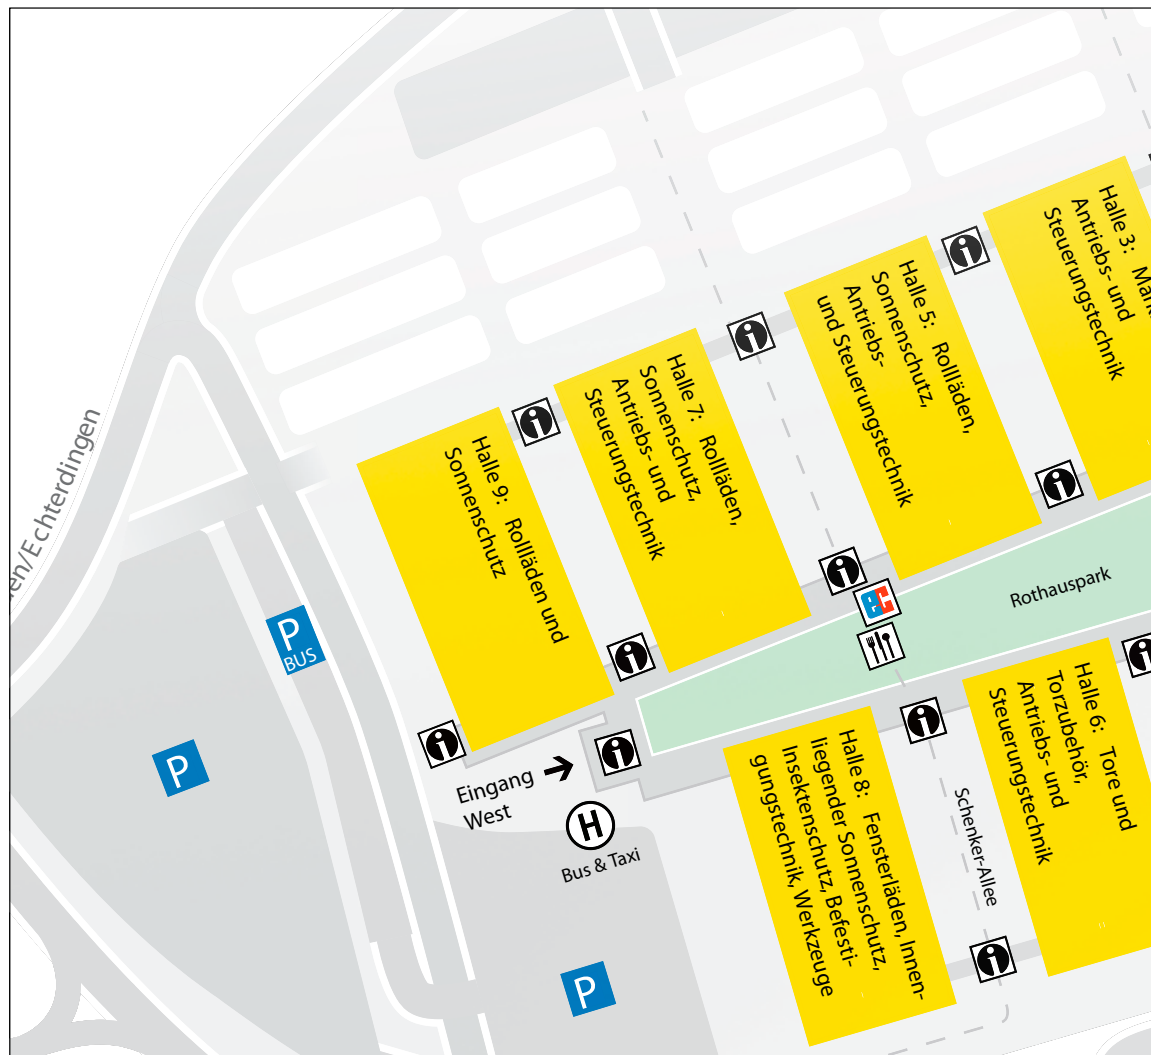 Halle 3:
Antriebs- und
Steuerungstechnik
Halle 5: Rollläden,
Sonnenschutz,
Antriebs-
und Steuerungstechnik
Halle 7: Rollläden,
Sonnenschutz,
Antriebs- und
Steuerungstechnik
Halle 9: Rollläden und
Sonnenschutz
en/Echterdingen
P
BUS
P
Rothauspark
Halle 6: Tore und
Torzubehör,
Antriebs- und
Steuerungstechnik
Halle 8: Fensterläden, Innen-
liegender Sonnenschutz,
Insektenschutz, Befesti-
gungstechnik, Werkzeuge
Schenker-Allee
Eingang
West
H
Bus & Taxi
P